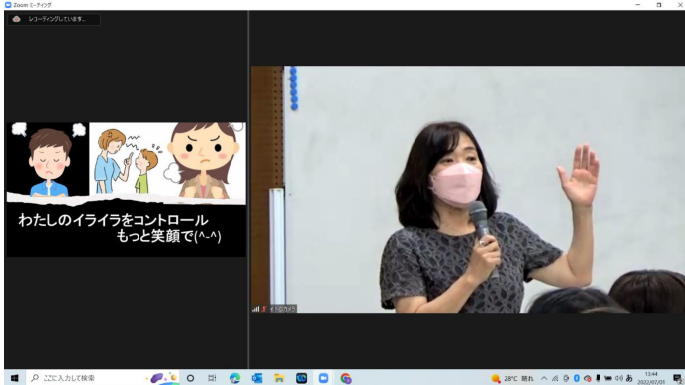 Zoom ミーティング
レコーディングしています...
わたしのイライラをコントロール
もっと笑顔で(^-^)
ここに入力して検索
28°C 晴れ
あ
13:44
2022/07/01